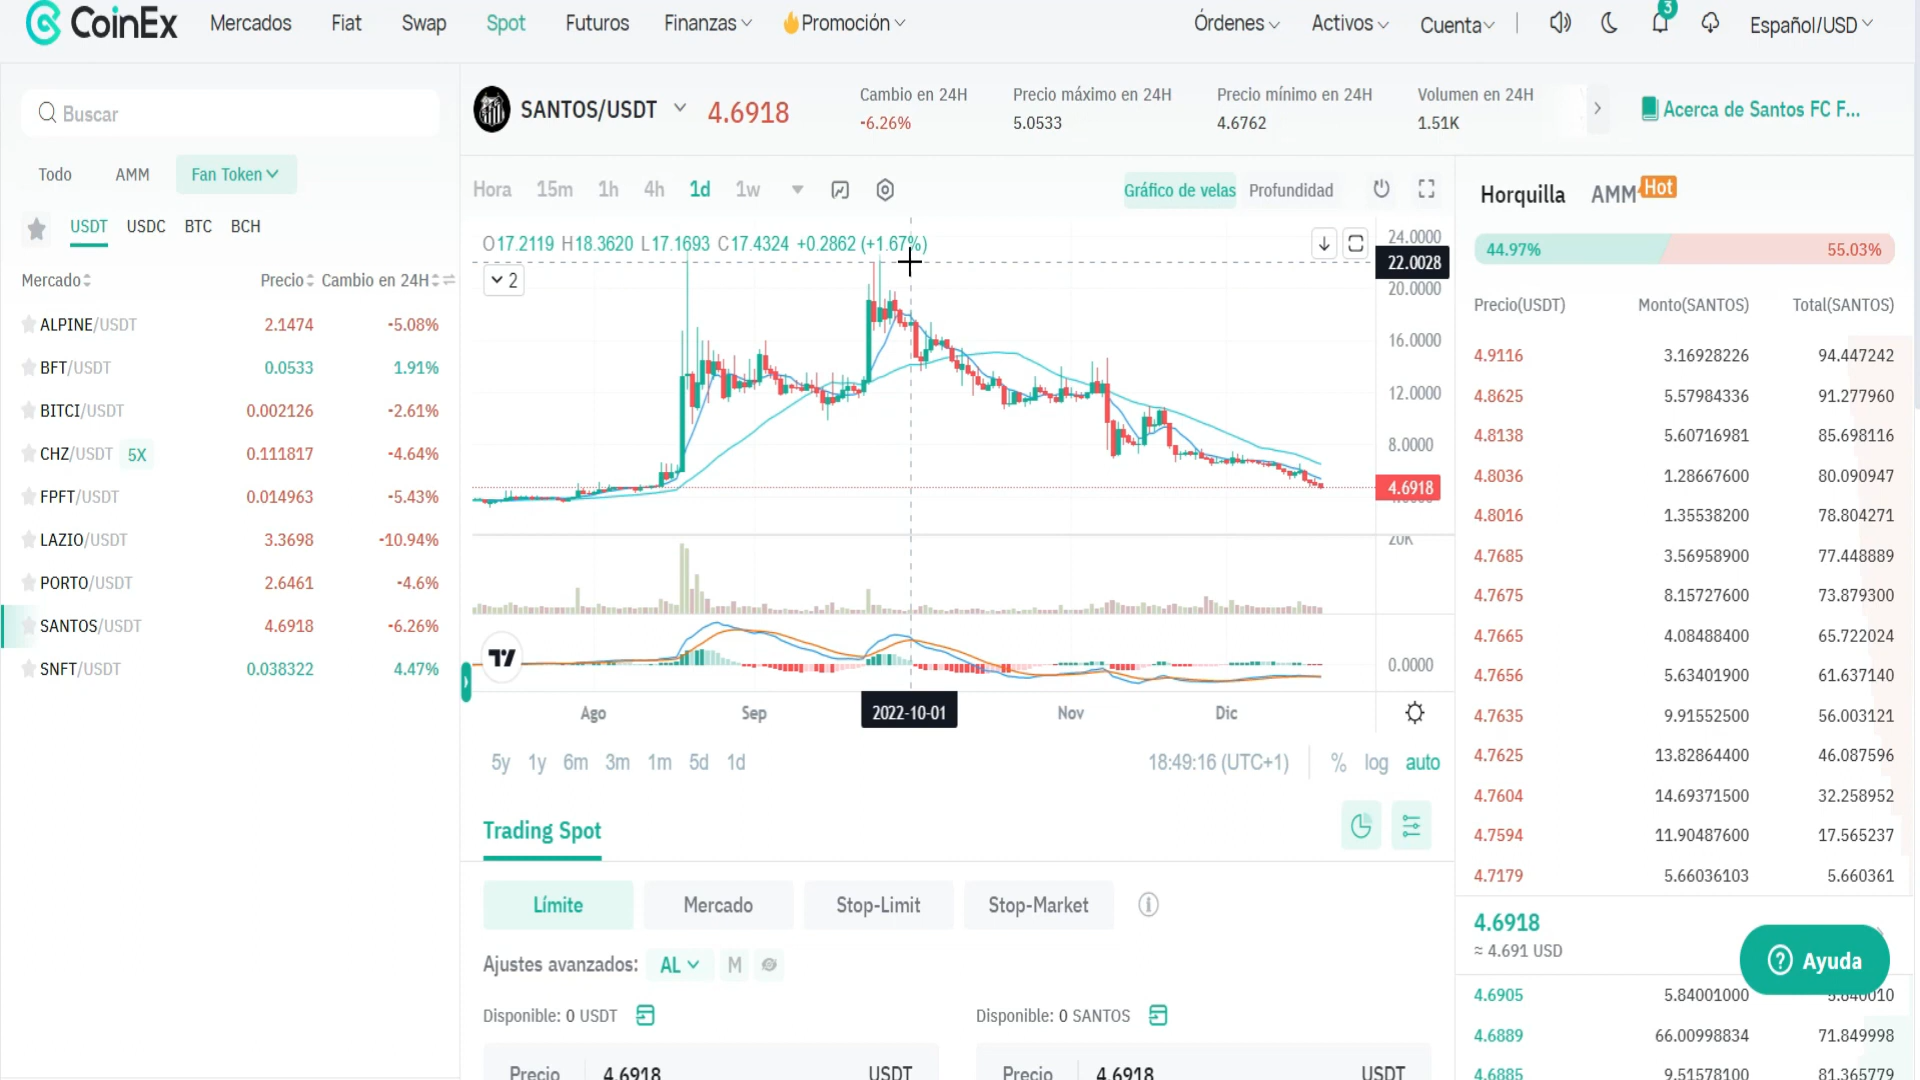 CoinEx Mercados Fiat Swap Spot Futuros Finanzas Promoción Órdenes Activos Cuenta 3 Español/USD
Buscar
Todo AMM Fan Token
USDT USDC BTC BCH
Mercado Precio Cambio en 24H
ALPINE/USDT 2.1474 -5.08%
BFT/USDT 0.0533 1.91%
BITCI/USDT 0.002126 -2.61%
CHZ/USDT 5X 0.111817 -4.64%
FPFT/USDT 0.014963 -5.43%
LAZIO/USDT 3.3698 -10.94%
PORTO/USDT 2.6461 -4.6%
SANTOS/USDT 4.6918 -6.26%
SNFT/USDT 0.038322 4.47%
SANTOS/USDT 4.6918
Cambio en 24H Precio máximo en 24H Precio mínimo en 24H Volumen en 24H
-6.26% 5.0533 4.6762 1.51K
Acerca de Santos FC F...
Hora 15m 1h 4h 1d 1w Gráfico de velas Profundidad
O17.2119 H18.3620 L17.1693 C17.4324 +0.2862 (+1.67%)
2
24.0000
22.0028
20.0000
16.0000
12.0000
8.0000
4.6918
20K
0.0000
Ago Sep 2022-10-01 Nov Dic
5y 1y 6m 3m 1m 5d 1d 18:49:16 (UTC+1) % log auto
Trading Spot
Límite Mercado Stop-Limit Stop-Market
Ajustes avanzados: AL M
Disponible: 0 USDT Disponible: 0 SANTOS
Precio 4.6918 USDT Precio 4.6918 USDT
Horquilla AMM Hot
44.97% 55.03%
Precio(USDT) Monto(SANTOS) Total(SANTOS)
4.9116 3.16928226 94.447242
4.8625 5.57984336 91.277960
4.8138 5.60716981 85.698116
4.8036 1.28667600 80.090947
4.8016 1.35538200 78.804271
4.7685 3.56958900 77.448889
4.7675 8.15727600 73.879300
4.7665 4.08488400 65.722024
4.7656 5.63401900 61.637140
4.7635 9.91552500 56.003121
4.7625 13.82864400 46.087596
4.7604 14.69371500 32.258952
4.7594 11.90487600 17.565237
4.7179 5.66036103 5.660361
4.6918
≈ 4.691 USD
Ayuda
4.6905 5.84001000 5.840010
4.6889 66.00998834 71.849998
4.6885 9.51578100 81.365779